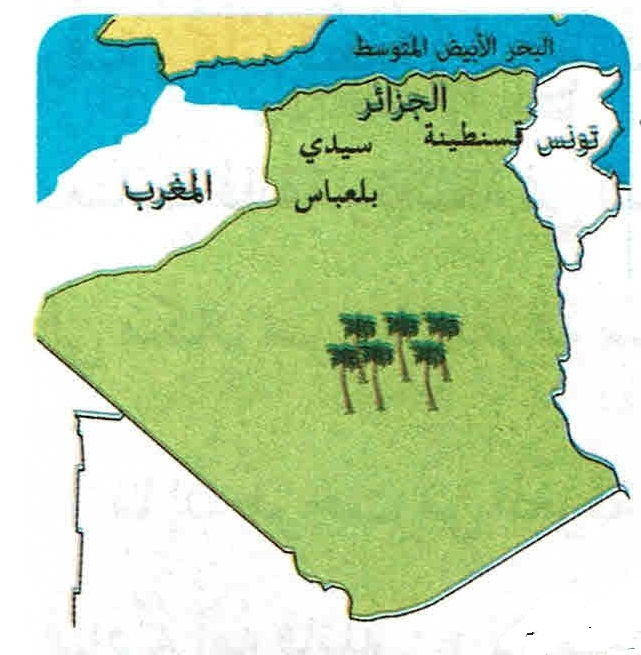 البحر الأبيض المتوسط
الجزائر
تونس
قسنطينة
سيدي
بلعباس
المغرب